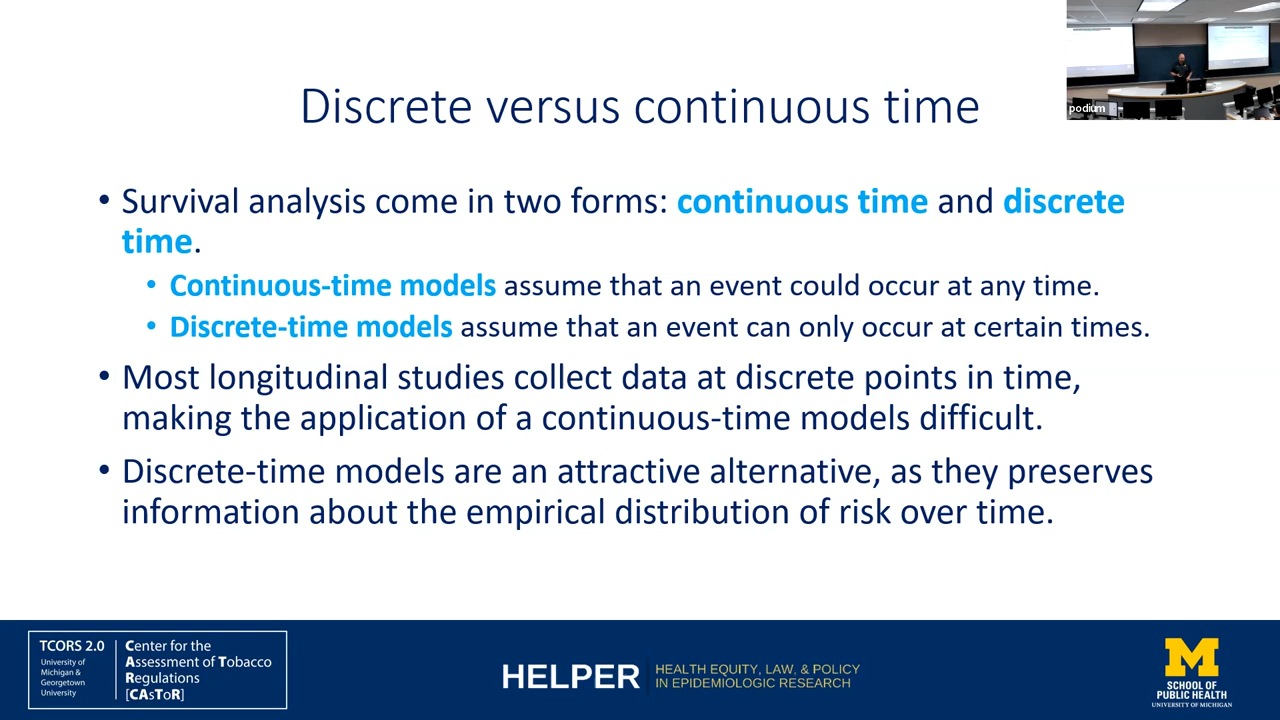 podium
Discrete versus continuous time
• Survival analysis come in two forms: continuous time and discrete
time.
• Continuous-time models assume that an event could occur at any time.
• Discrete-time models assume that an event can only occur at certain times.
• Most longitudinal studies collect data at discrete points in time,
making the application of a continuous-time models difficult.
• Discrete-time models are an attractive alternative, as they preserves
information about the empirical distribution of risk over time.
TCORS 2.0
University of
Michigan &
Georgetown
University
Center for the
Assessment of Tobacco
Regulations
[CAsToR]
HELPER
HEALTH EQUITY, LAW, & POLICY
IN EPIDEMIOLOGIC RESEARCH
M
SCHOOL OF
PUBLIC HEALTH
UNIVERSITY OF MICHIGAN